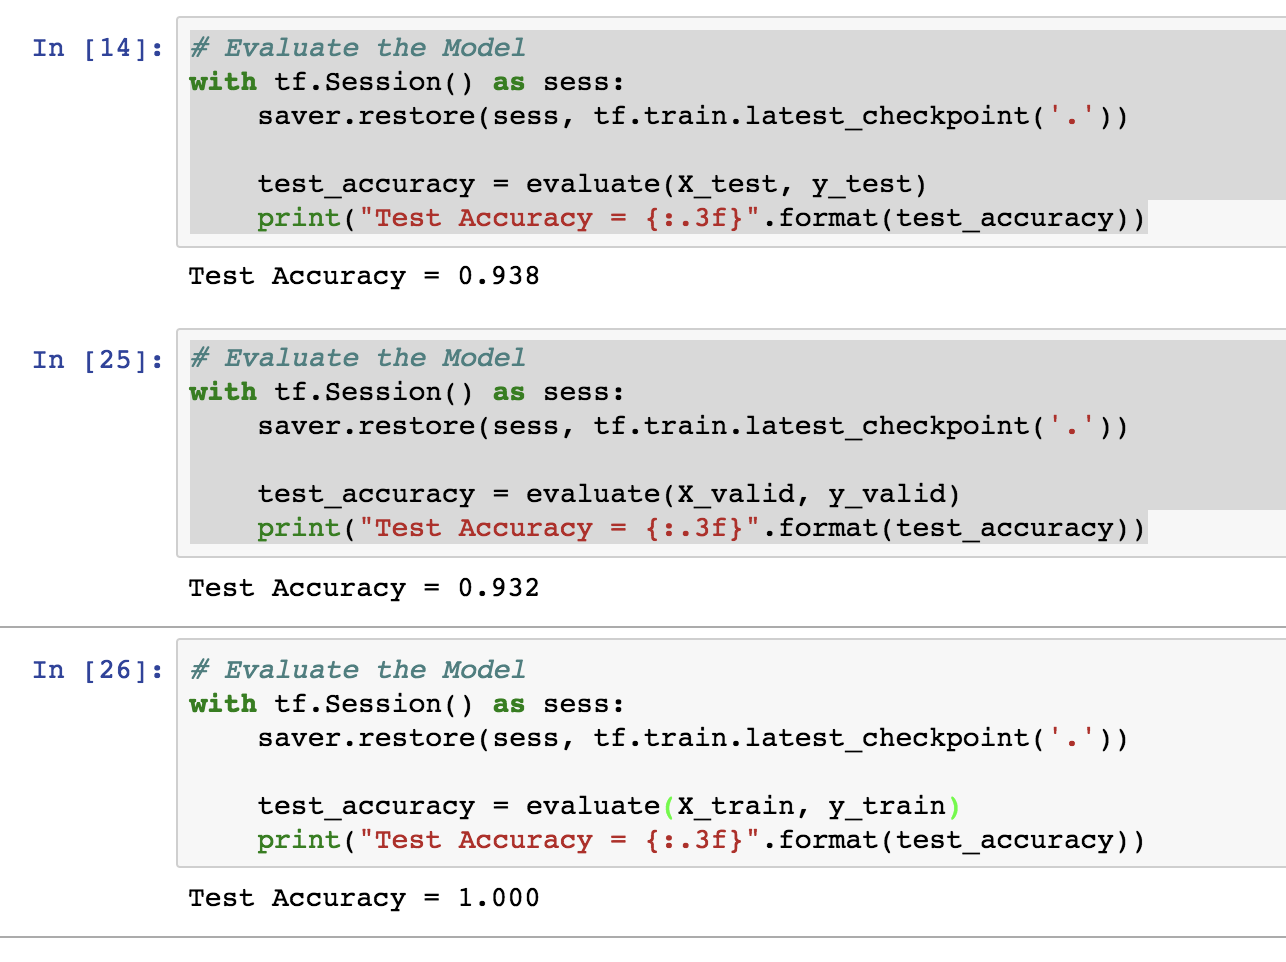 In [14]: # Evaluate the Model
with tf.Session() as sess:
    saver.restore(sess, tf.train.latest_checkpoint('.'))

    test_accuracy = evaluate(X_test, y_test)
    print("Test Accuracy = {:.3f}".format(test_accuracy))
Test Accuracy = 0.938
In [25]: # Evaluate the Model
with tf.Session() as sess:
    saver.restore(sess, tf.train.latest_checkpoint('.'))

    test_accuracy = evaluate(X_valid, y_valid)
    print("Test Accuracy = {:.3f}".format(test_accuracy))
Test Accuracy = 0.932
In [26]: # Evaluate the Model
with tf.Session() as sess:
    saver.restore(sess, tf.train.latest_checkpoint('.'))

    test_accuracy = evaluate(X_train, y_train)
    print("Test Accuracy = {:.3f}".format(test_accuracy))
Test Accuracy = 1.000